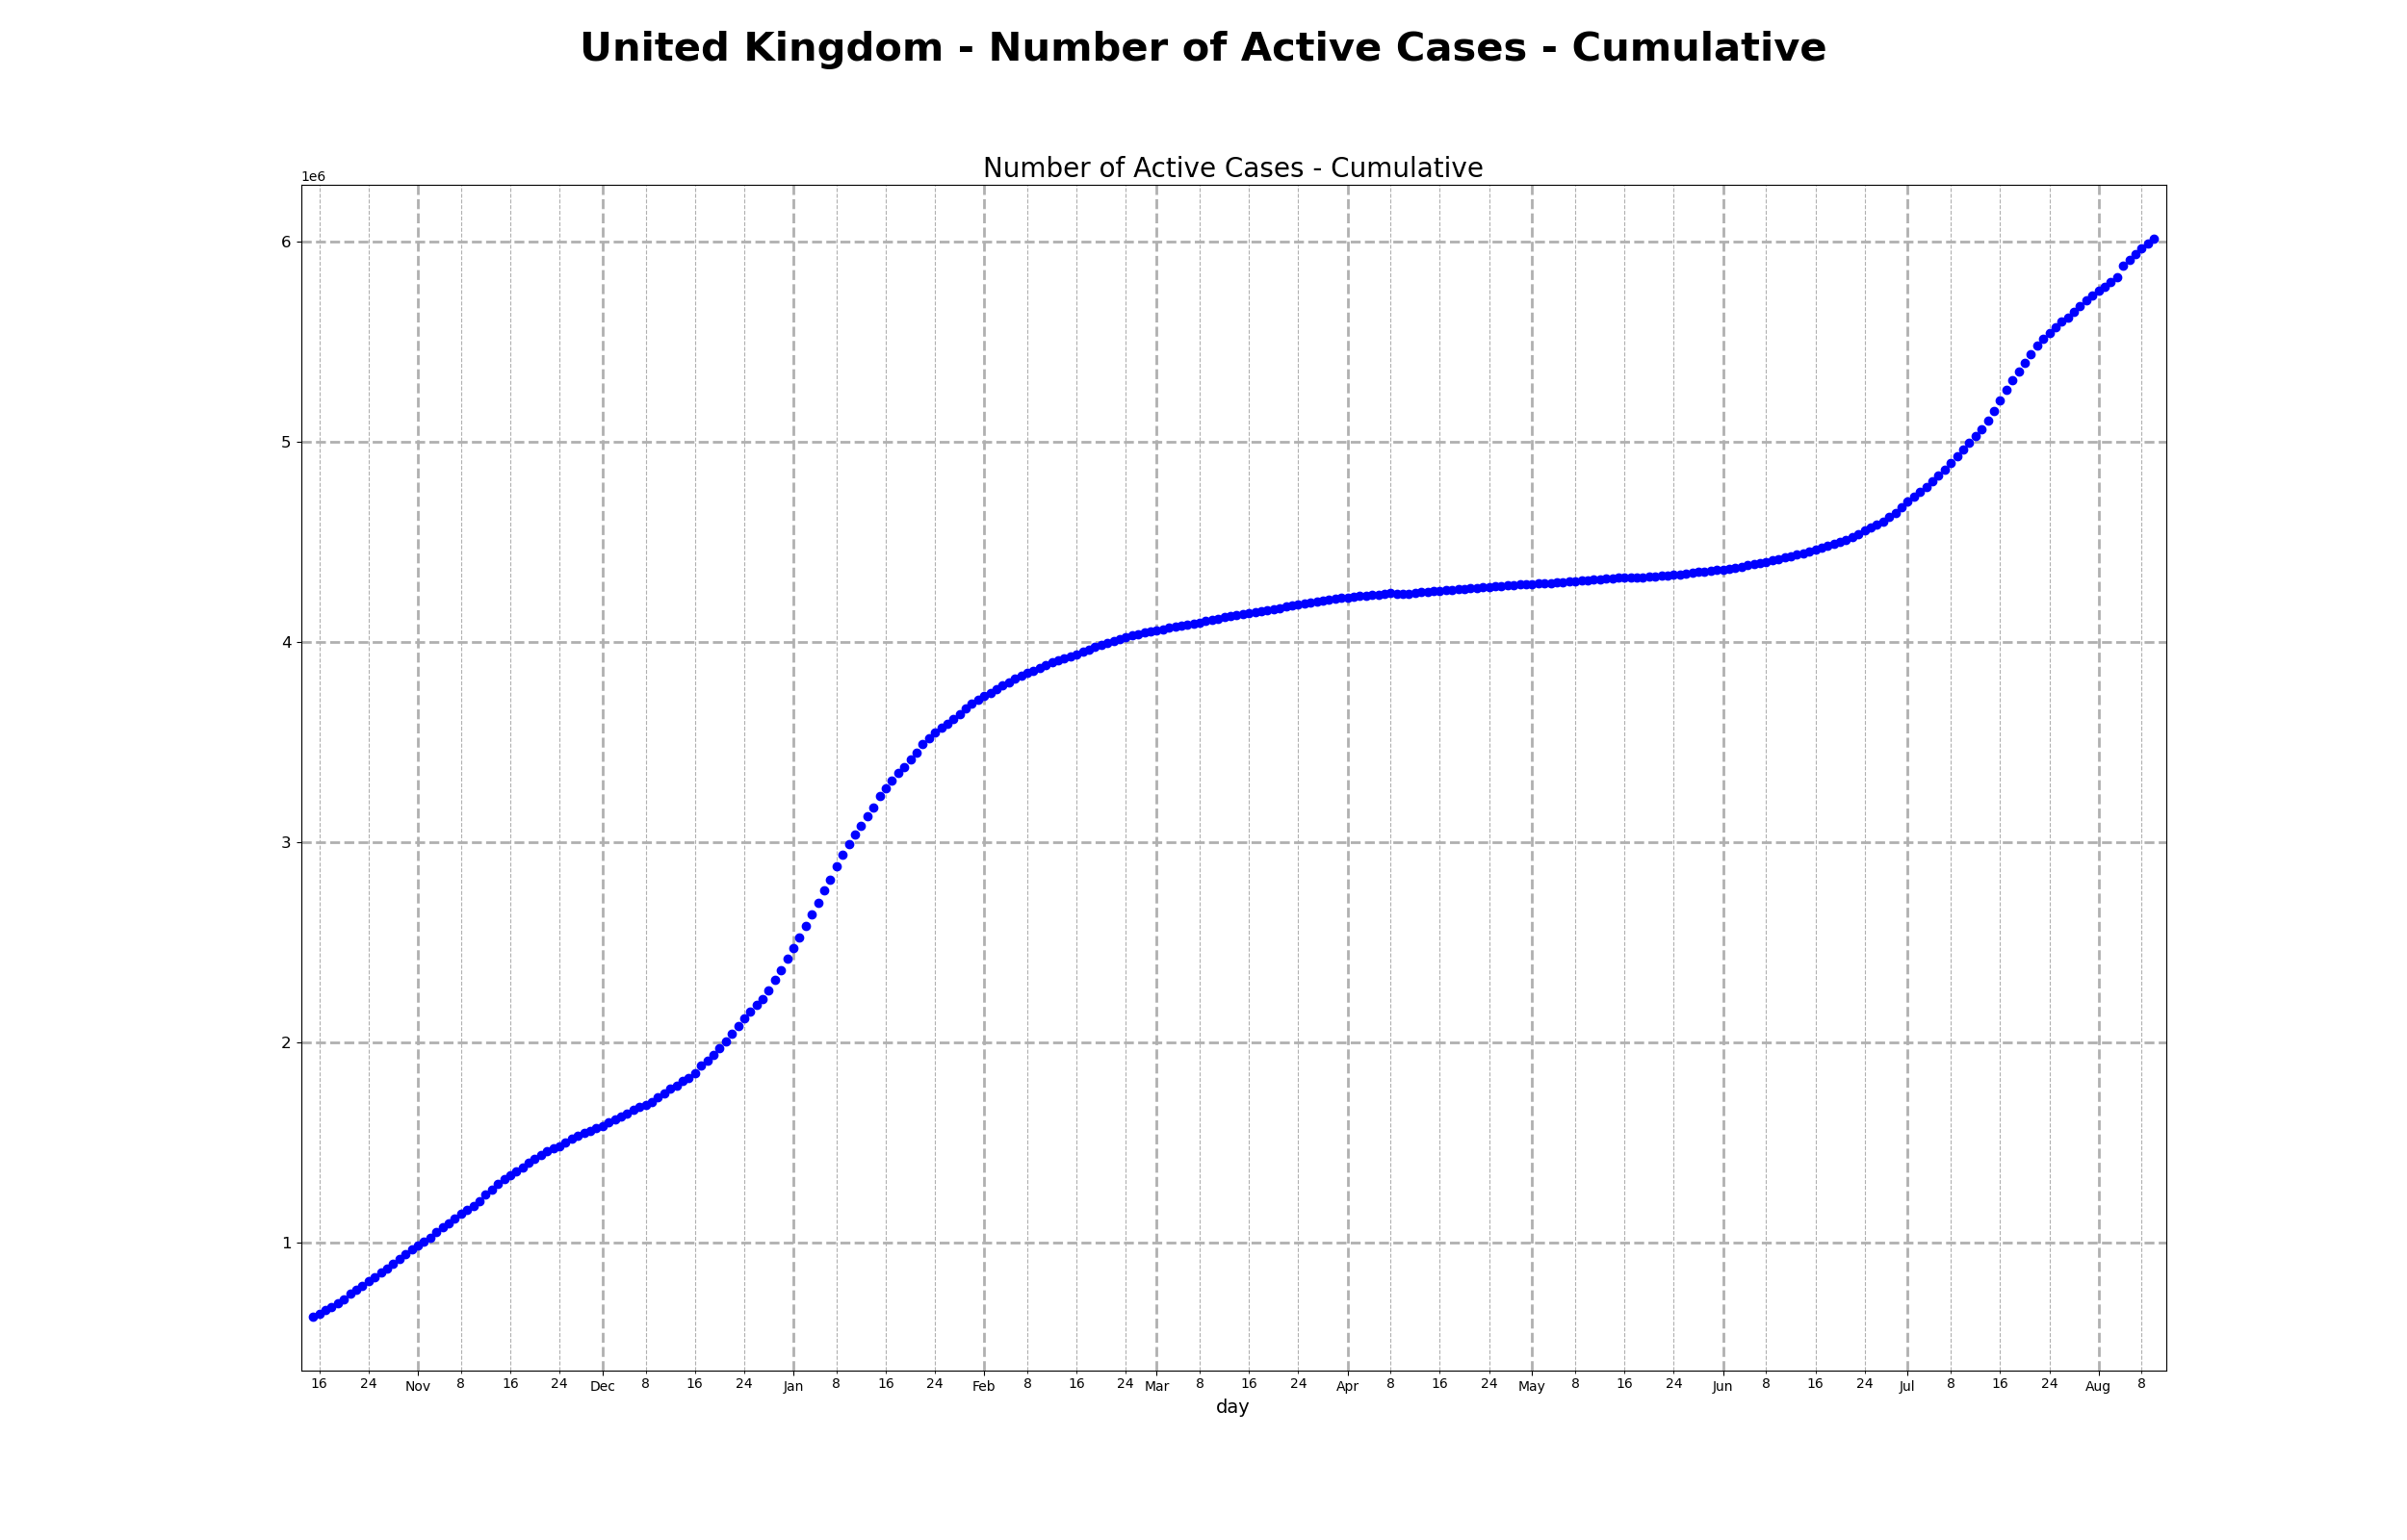 United Kingdom - Number of Active Cases - Cumulative
Number of Active Cases - Cumulative
1e6
6
5
4
3
2
1
16 24 Nov 8 16 24 Dec 8 16 24 Jan 8 16 24 Feb 8 16 24 Mar 8 16 24 Apr 8 16 24 May 8 16 24 Jun 8 16 24 Jul 8 16 24 Aug 8
day